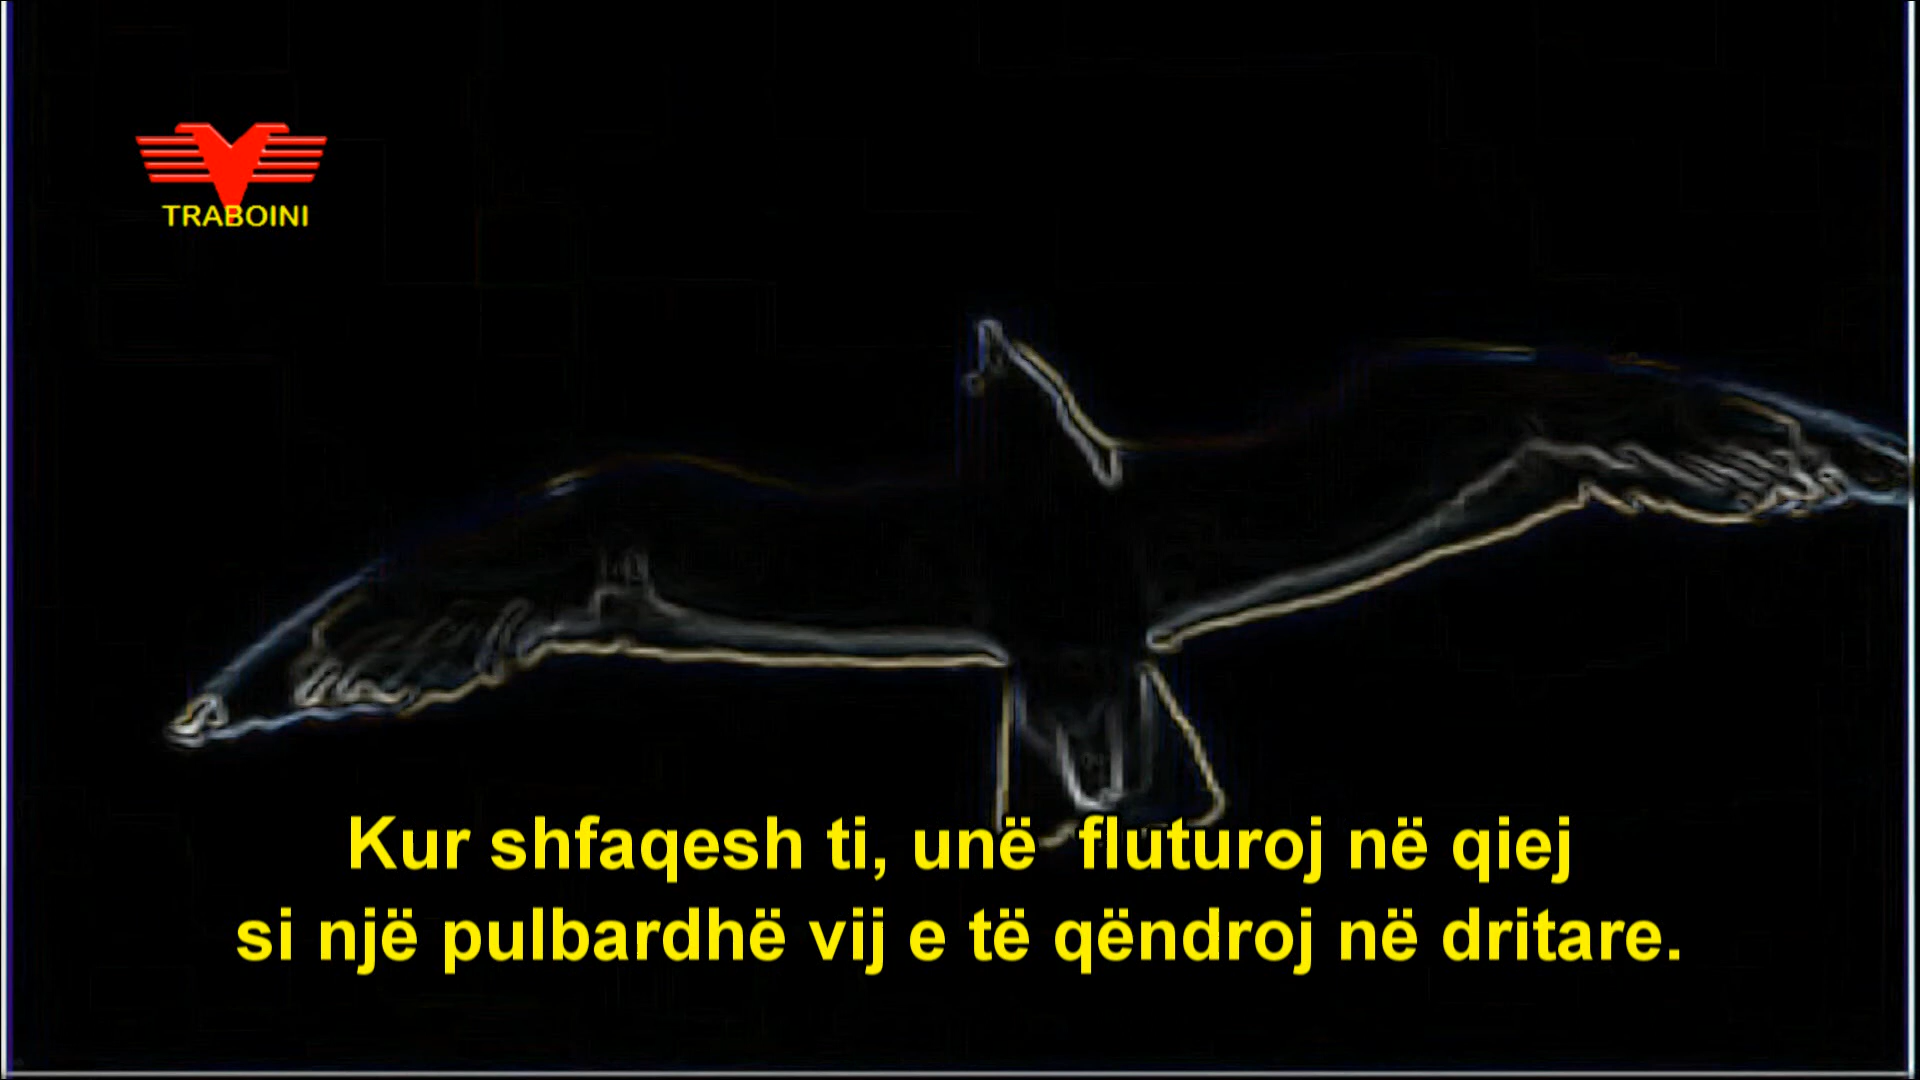 TRABOINI
Kur shfaqesh ti, unë fluturoj në qiej
si një pulbardhë vij e të qëndroj në dritare.